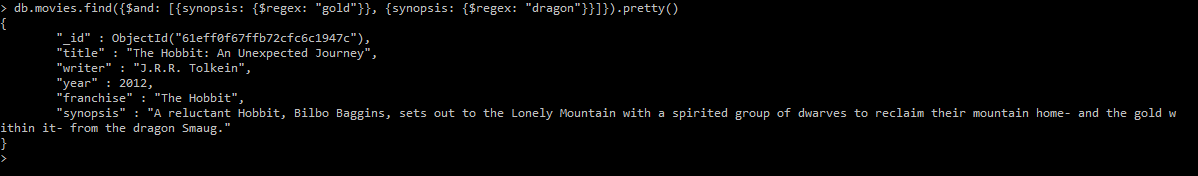 > db.movies.find({$and: [{synopsis: {$regex: "gold"}}, {synopsis: {$regex: "dragon"}}]}).pretty()
{
        "_id" : ObjectId("61eff0f67ffb72cfc6c1947c"),
        "title" : "The Hobbit: An Unexpected Journey",
        "writer" : "J.R.R. Tolkein",
        "year" : 2012,
        "franchise" : "The Hobbit",
        "synopsis" : "A reluctant Hobbit, Bilbo Baggins, sets out to the Lonely Mountain with a spirited group of dwarves to reclaim their mountain home- and the gold w
ithin it- from the dragon Smaug."
}
>